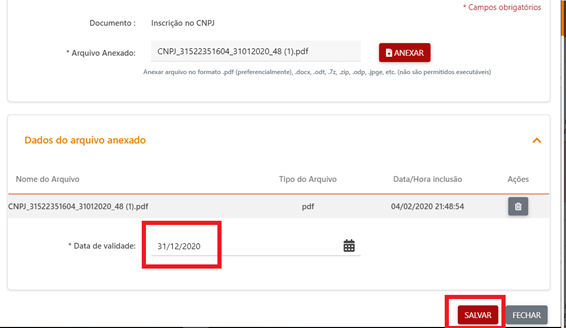 * Campos obrigatórios
Documento : Inscrição no CNPJ
* Arquivo Anexado: CNPJ_31522351604_31012020_48 (1).pdf ANEXAR
Anexar arquivo no formato .pdf (preferencialmente), .docx, .odt, .7z, .zip, .odp, .jpge, etc. (não são permitidos executáveis)
Dados do arquivo anexado
Nome do Arquivo Tipo do Arquivo Data/Hora inclusão Ações
CNPJ_31522351604_31012020_48 (1).pdf pdf 04/02/2020 21:48:54
* Data de validade: 31/12/2020
SALVAR FECHAR